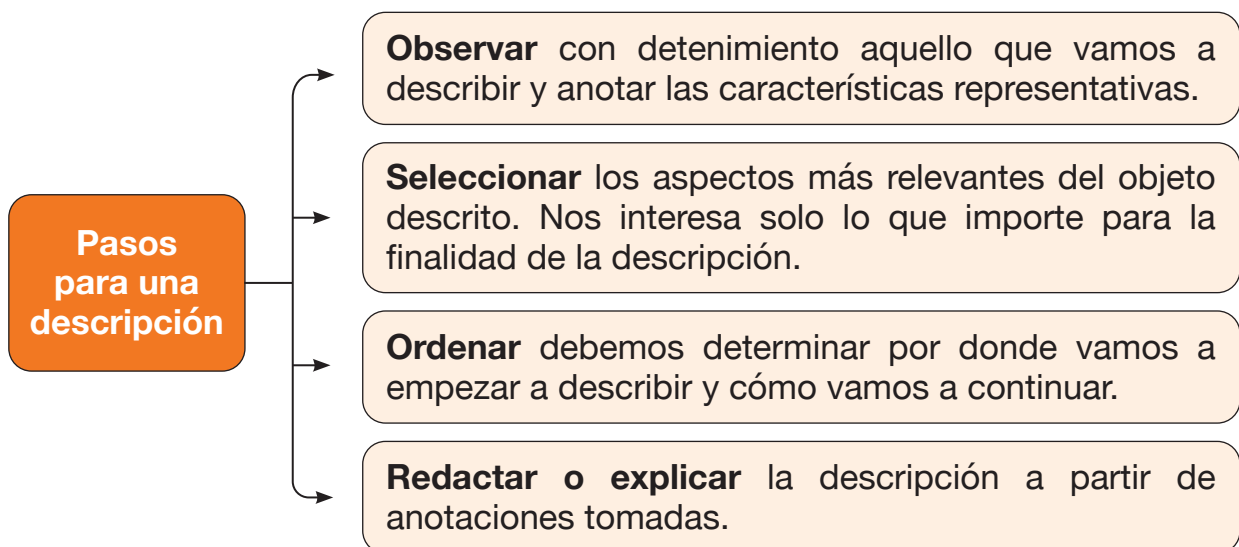 Pasos
para una
descripción
Observar con detenimiento aquello que vamos a
describir y anotar las características representativas.
Seleccionar los aspectos más relevantes del objeto
descrito. Nos interesa solo lo que importe para la
finalidad de la descripción.
Ordenar debemos determinar por donde vamos a
empezar a describir y cómo vamos a continuar.
Redactar o explicar la descripción a partir de
anotaciones tomadas.